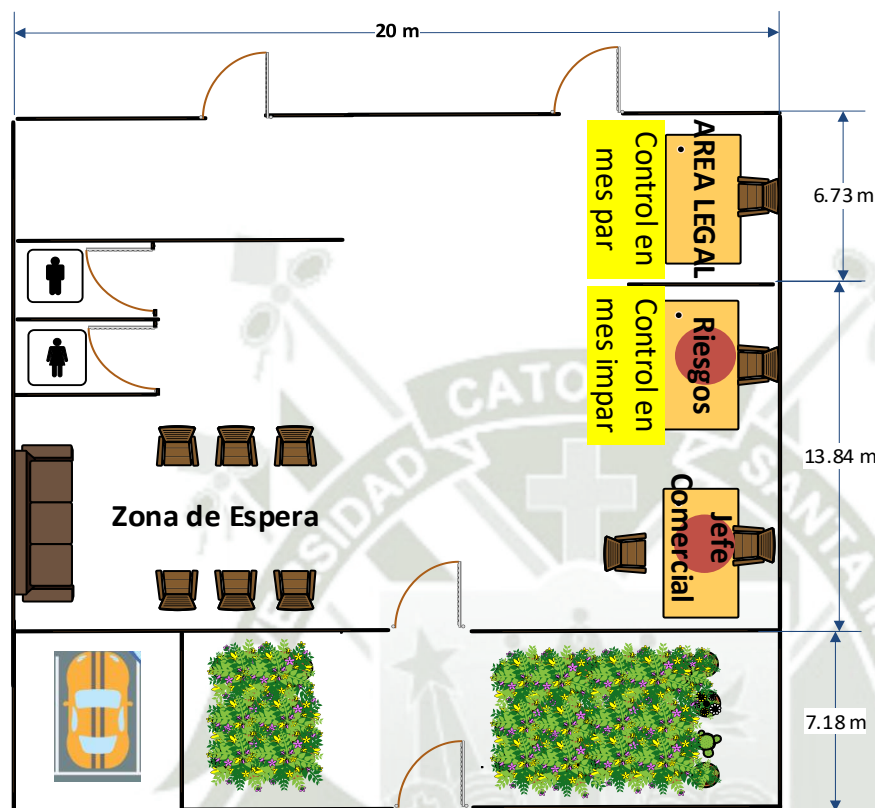 20 m
AREA LEGAL
Control en
mes par
6.73 m
Riesgos
Control en
mes impar
13.84 m
Zona de Espera
Jefe
Comercial
7.18 m
CATO
SIDAD
SANTA M